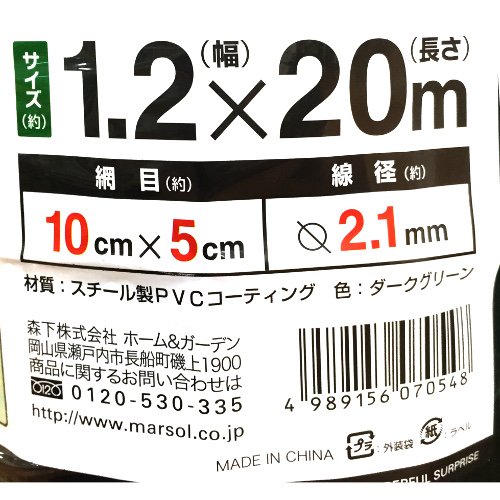 サイズ(約)
1.2(幅)×20m(長さ)
網目(約) 線径(約)
10cm×5cm ⌀2.1mm
材質:スチール製PVCコーティング 色:ダークグリーン
森下株式会社 ホーム&ガーデン
岡山県瀬戸内市長船町磯上1900
商品に関するお問い合わせは
0120-530-335
http://www.marsol.co.jp
4 989156 070548
MADE IN CHINA プラ:外装袋 紙:ラベル
ERFUL SURPRISE